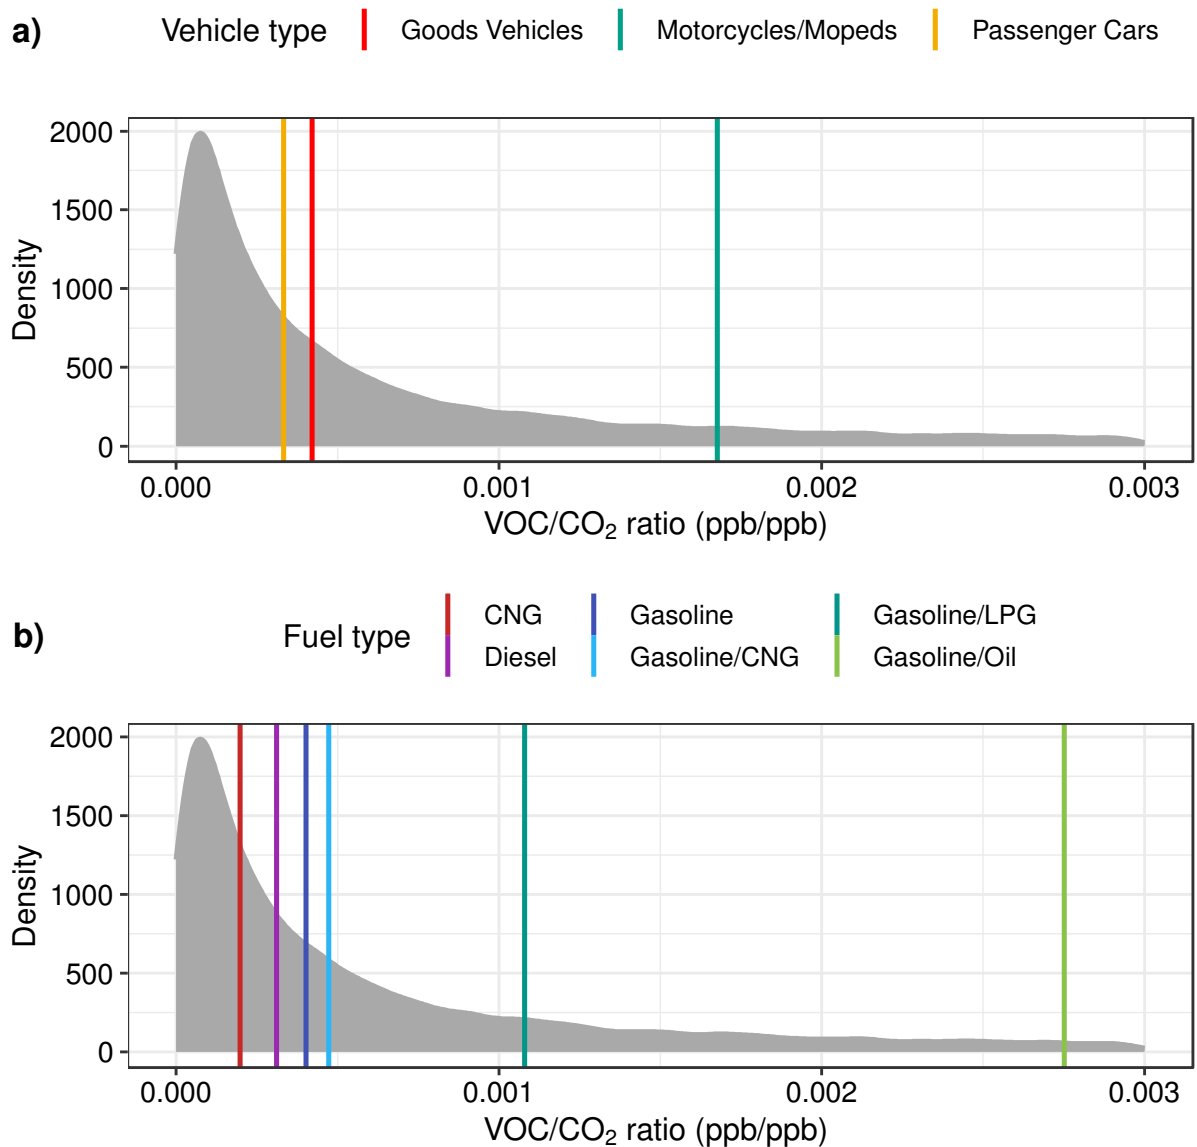 a) Vehicle type Goods Vehicles Motorcycles/Mopeds Passenger Cars
2000
1500
1000
500
0
Density
0.000 0.001 0.002 0.003
VOC/CO₂ ratio (ppb/ppb)
b) Fuel type
CNG Gasoline Gasoline/LPG
Diesel Gasoline/CNG Gasoline/Oil
2000
1500
1000
500
0
Density
0.000 0.001 0.002 0.003
VOC/CO₂ ratio (ppb/ppb)